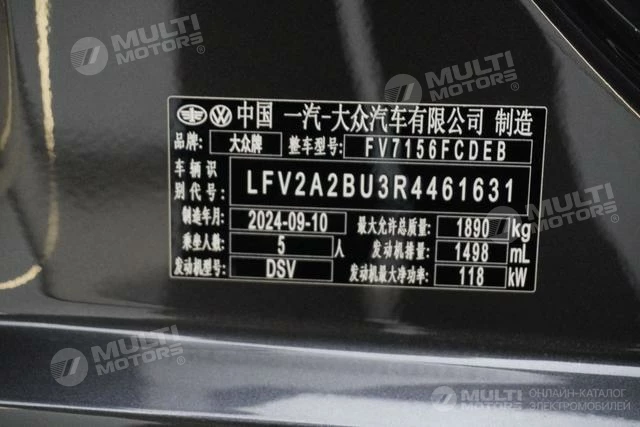 MULTI MOTORS
MULTI MOTORS
中国 一汽-大众汽车有限公司 制造
品牌: 大众牌 整车型号: FV7156FCDEB
车辆识别代号: LFV2A2BU3R4461631
制造年月: 2024-09-10 最大允许总质量: 1890 kg
乘坐人数: 5 人 发动机排量: 1498 mL
发动机型号: DSV 发动机最大净功率: 118 kW
MULTI MOTORS
MULTI MOTORS
MULTI MOTORS ОНЛАЙН-КАТАЛОГ ЭЛЕКТРОМОБИЛЕЙ